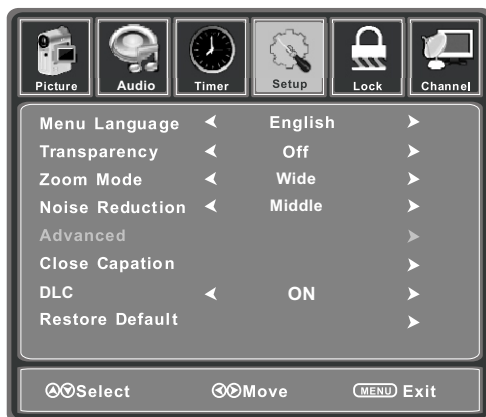 Picture Audio Timer Setup Lock Channel
Menu Language English
Transparency Off
Zoom Mode Wide
Noise Reduction Middle
Advanced
Close Capation
DLC ON
Restore Default
Select Move MENU Exit